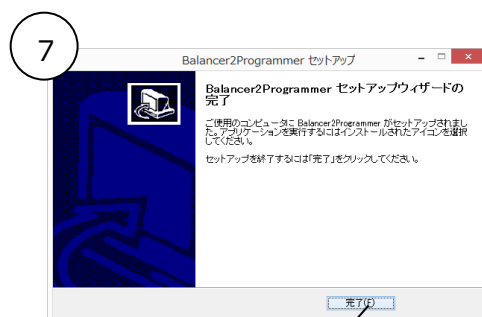 7
Balancer2Programmer セットアップ
Balancer2Programmer セットアップウィザードの
完了
ご使用のコンピュータに Balancer2Programmer がセットアップされまし
た。アプリケーションを実行するにはインストールされたアイコンを選択
してください。
セットアップを終了するには「完了」をクリックしてください。
完了(F)